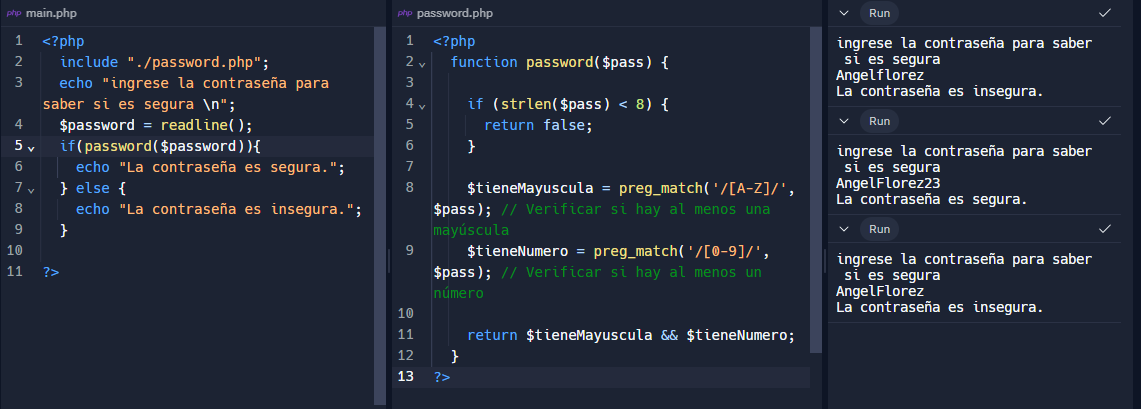 php main.php
1 <?php
2 include "./password.php";
3 echo "ingrese la contraseña para
saber si es segura \n";
4 $password = readline();
5 if(password($password)){
6 echo "La contraseña es segura.";
7 } else {
8 echo "La contraseña es insegura.";
9 }
10
11 ?>
php password.php
1 <?php
2 function password($pass) {
3
4 if (strlen($pass) < 8) {
5 return false;
6 }
7
8 $tieneMayuscula = preg_match('/[A-Z]/',
$pass); // Verificar si hay al menos una
mayúscula
9 $tieneNumero = preg_match('/[0-9]/',
$pass); // Verificar si hay al menos un
número
10
11 return $tieneMayuscula && $tieneNumero;
12 }
13 ?>
Run
ingrese la contraseña para saber
si es segura
Angelflorez
La contraseña es insegura.
Run
ingrese la contraseña para saber
si es segura
AngelFlorez23
La contraseña es segura.
Run
ingrese la contraseña para saber
si es segura
AngelFlorez
La contraseña es insegura.